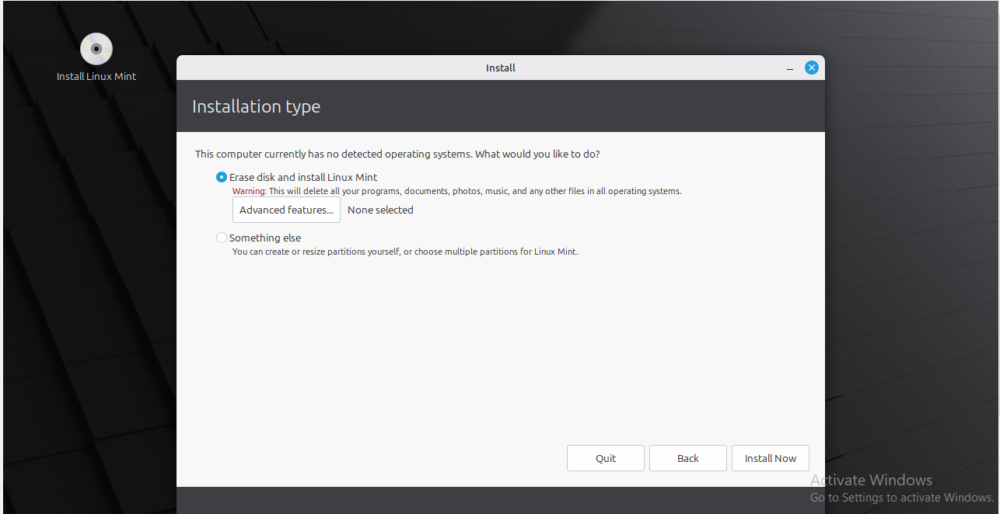 Install Linux Mint
Install
Installation type
This computer currently has no detected operating systems. What would you like to do?
Erase disk and install Linux Mint
Warning: This will delete all your programs, documents, photos, music, and any other files in all operating systems.
Advanced features... None selected
Something else
You can create or resize partitions yourself, or choose multiple partitions for Linux Mint.
Quit Back Install Now
Activate Windows
Go to Settings to activate Windows.